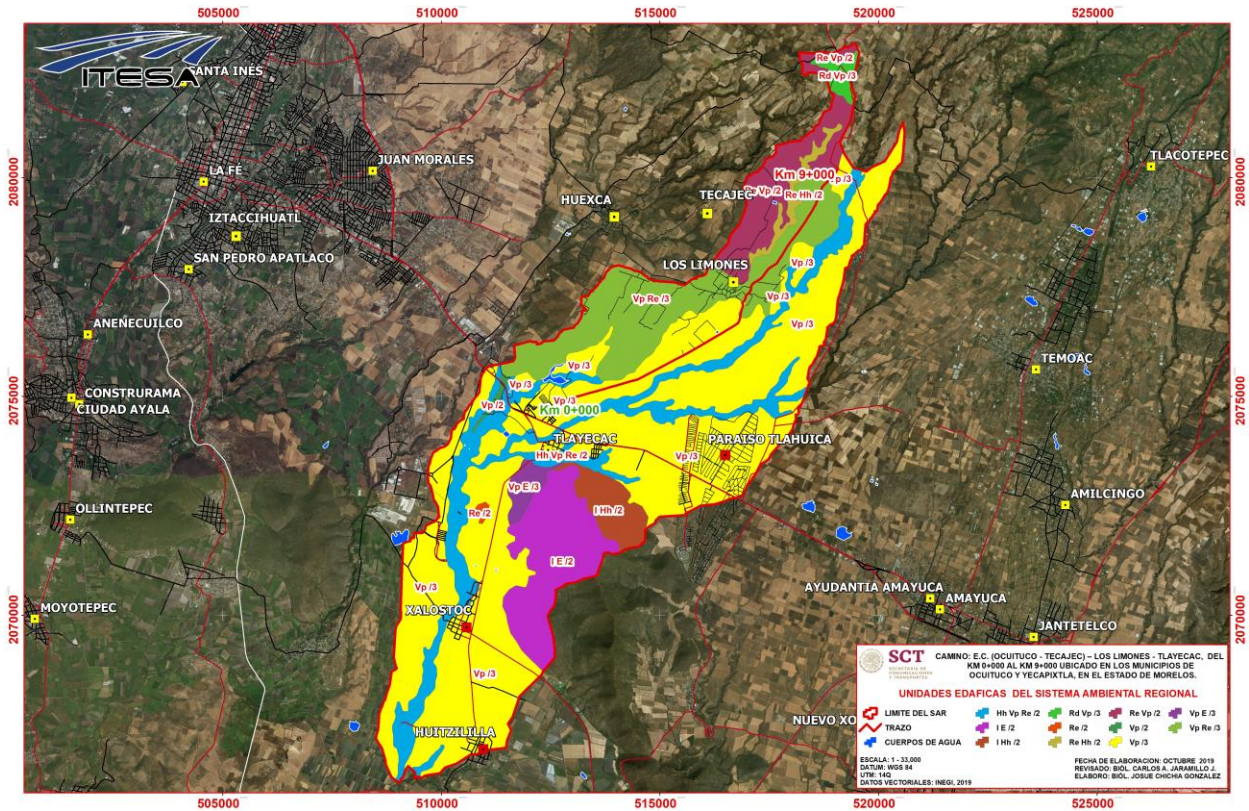 505000 510000 515000 520000 525000
ITESA
SANTA INÉS
Re Vp /2
Rd Vp /3
JUAN MORALES
TLACOTEPEC
LA FE
2080000
2080000
Km 9+000
Vp /3
Re Vp /2
Re Hh /2
HUEXCA
TECAJEC
IZTACCIHUATL
SAN PEDRO APATLACO
LOS LIMONES
Vp /3
Vp Re /3
Vp /3
Vp /3
ANENECUILCO
TEMOAC
Vp /3
Vp /3
CONSTRURAMA
CIUDAD AYALA
2075000
2075000
Vp /2
Vp /3
Km 0+000
TLAYECAC
PARAISO TLAHUICA
Hh Vp Re /2
Vp /3
Vp E /3
AMILCINGO
OLLINTEPEC
Re /2
I Hh /2
I E /2
Vp /3
AYUDANTIA AMAYUCA
AMAYUCA
MOYOTEPEC
XALOSTOC
2070000
2070000
JANTETELCO
Vp /3
NUEVO XO
HUITZILILLA
SCT
SECRETARÍA DE
COMUNICACIONES
Y TRANSPORTES
CAMINO: E.C. (OCUITUCO - TECAJEC) – LOS LIMONES - TLAYECAC, DEL
KM 0+000 AL KM 9+000 UBICADO EN LOS MUNICIPIOS DE
OCUITUCO Y YECAPIXTLA, EN EL ESTADO DE MORELOS.
UNIDADES EDAFICAS DEL SISTEMA AMBIENTAL REGIONAL
LIMITE DEL SAR Hh Vp Re /2 Rd Vp /3 Re Vp /2 Vp E /3
TRAZO I E /2 Re /2 Vp /2 Vp Re /3
CUERPOS DE AGUA I Hh /2 Re Hh /2 Vp /3
ESCALA: 1 - 33,000
DATUM: WGS 84
UTM: 14Q
DATOS VECTORIALES: INEGI, 2019
FECHA DE ELABORACION: OCTUBRE 2019
REVISADO: BIÓL. CARLOS A. JARAMILLO J.
ELABORO: BIÓL. JOSUE CHICHIA GONZALEZ
505000 510000 515000 520000 525000